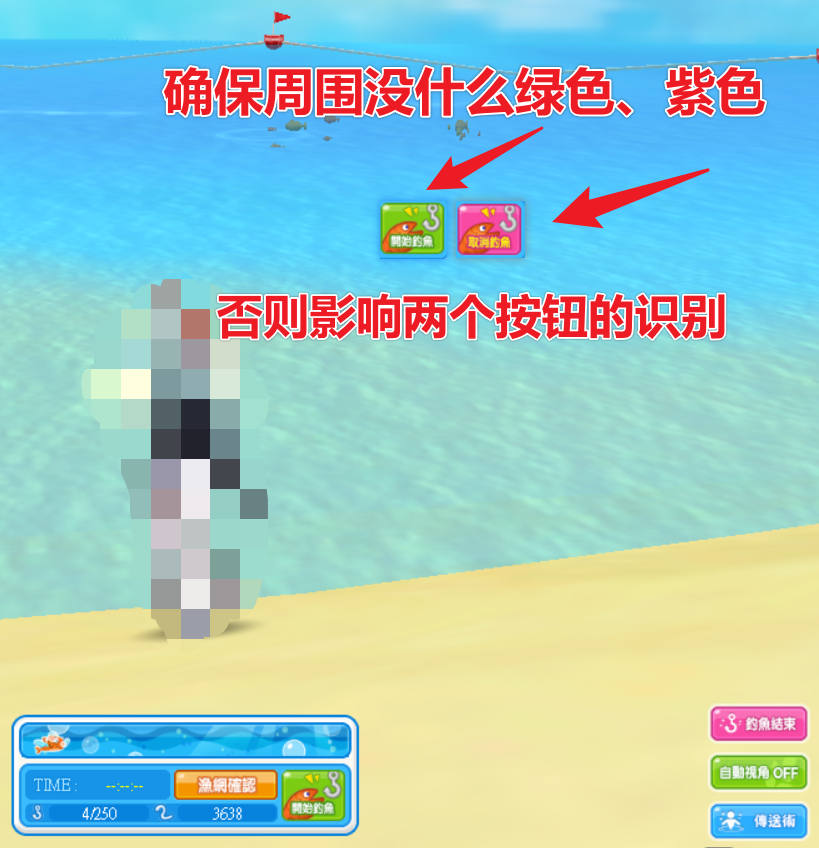 确保周围没什么绿色、紫色
開始釣魚
取消釣魚
否则影响两个按钮的识别
釣魚結束
自動視角 OFF
傳送術
TIME : --:--:--
漁網確認
開始釣魚
4/250
3638